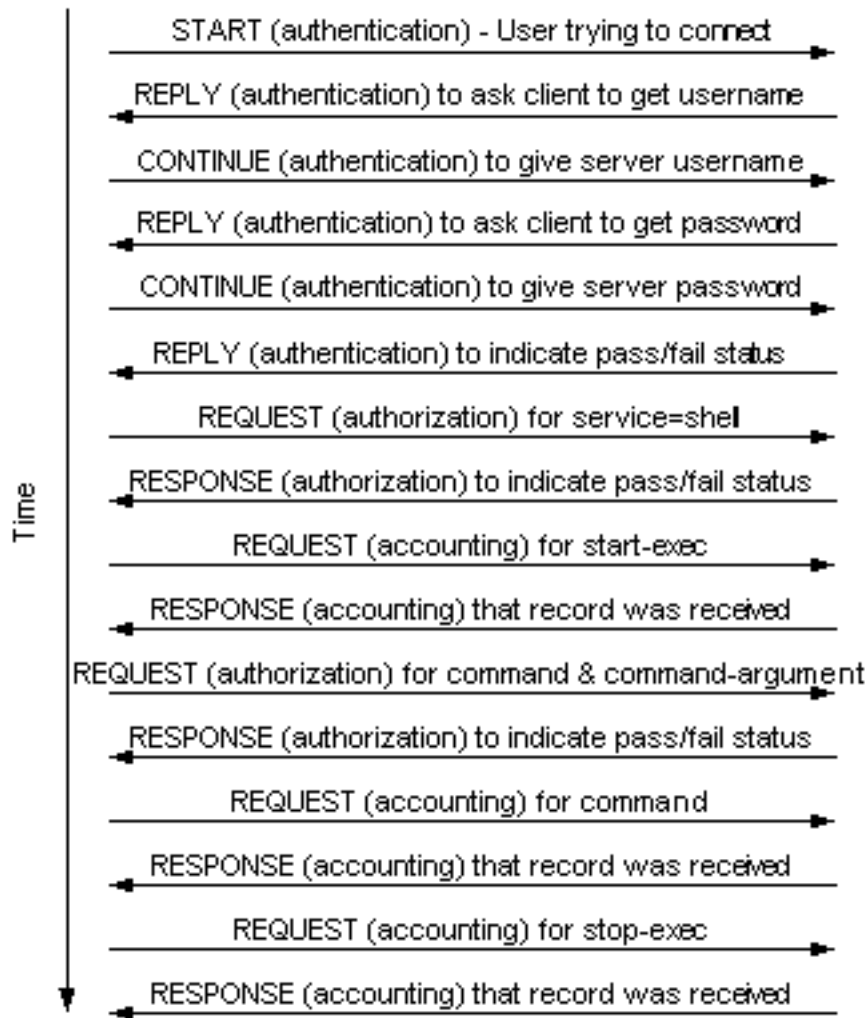 START (authentication) - User trying to connect
REPLY (authentication) to ask client to get username
CONTINUE (authentication) to give server username
REPLY (authentication) to ask client to get password
CONTINUE (authentication) to give server password
REPLY (authentication) to indicate pass/fail status
REQUEST (authorization) for service=shell
RESPONSE (authorization) to indicate pass/fail status
Time
REQUEST (accounting) for start-exec
RESPONSE (accounting) that record was received
REQUEST (authorization) for command & command-argument
RESPONSE (authorization) to indicate pass/fail status
REQUEST (accounting) for command
RESPONSE (accounting) that record was received
REQUEST (accounting) for stop-exec
RESPONSE (accounting) that record was received